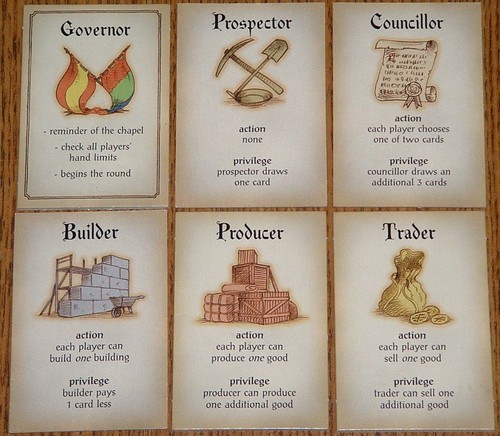 Governor
- reminder of the chapel
- check all players'
hand limits
- begins the round
Prospector
action
none
privilege
prospector draws
one card
Councillor
action
each player chooses
one of two cards
privilege
councillor draws an
additional 3 cards
Builder
action
each player can
build one building
privilege
builder pays
1 card less
Producer
action
each player can
produce one good
privilege
producer can produce
one additional good
Trader
action
each player can
sell one good
privilege
trader can sell one
additional good